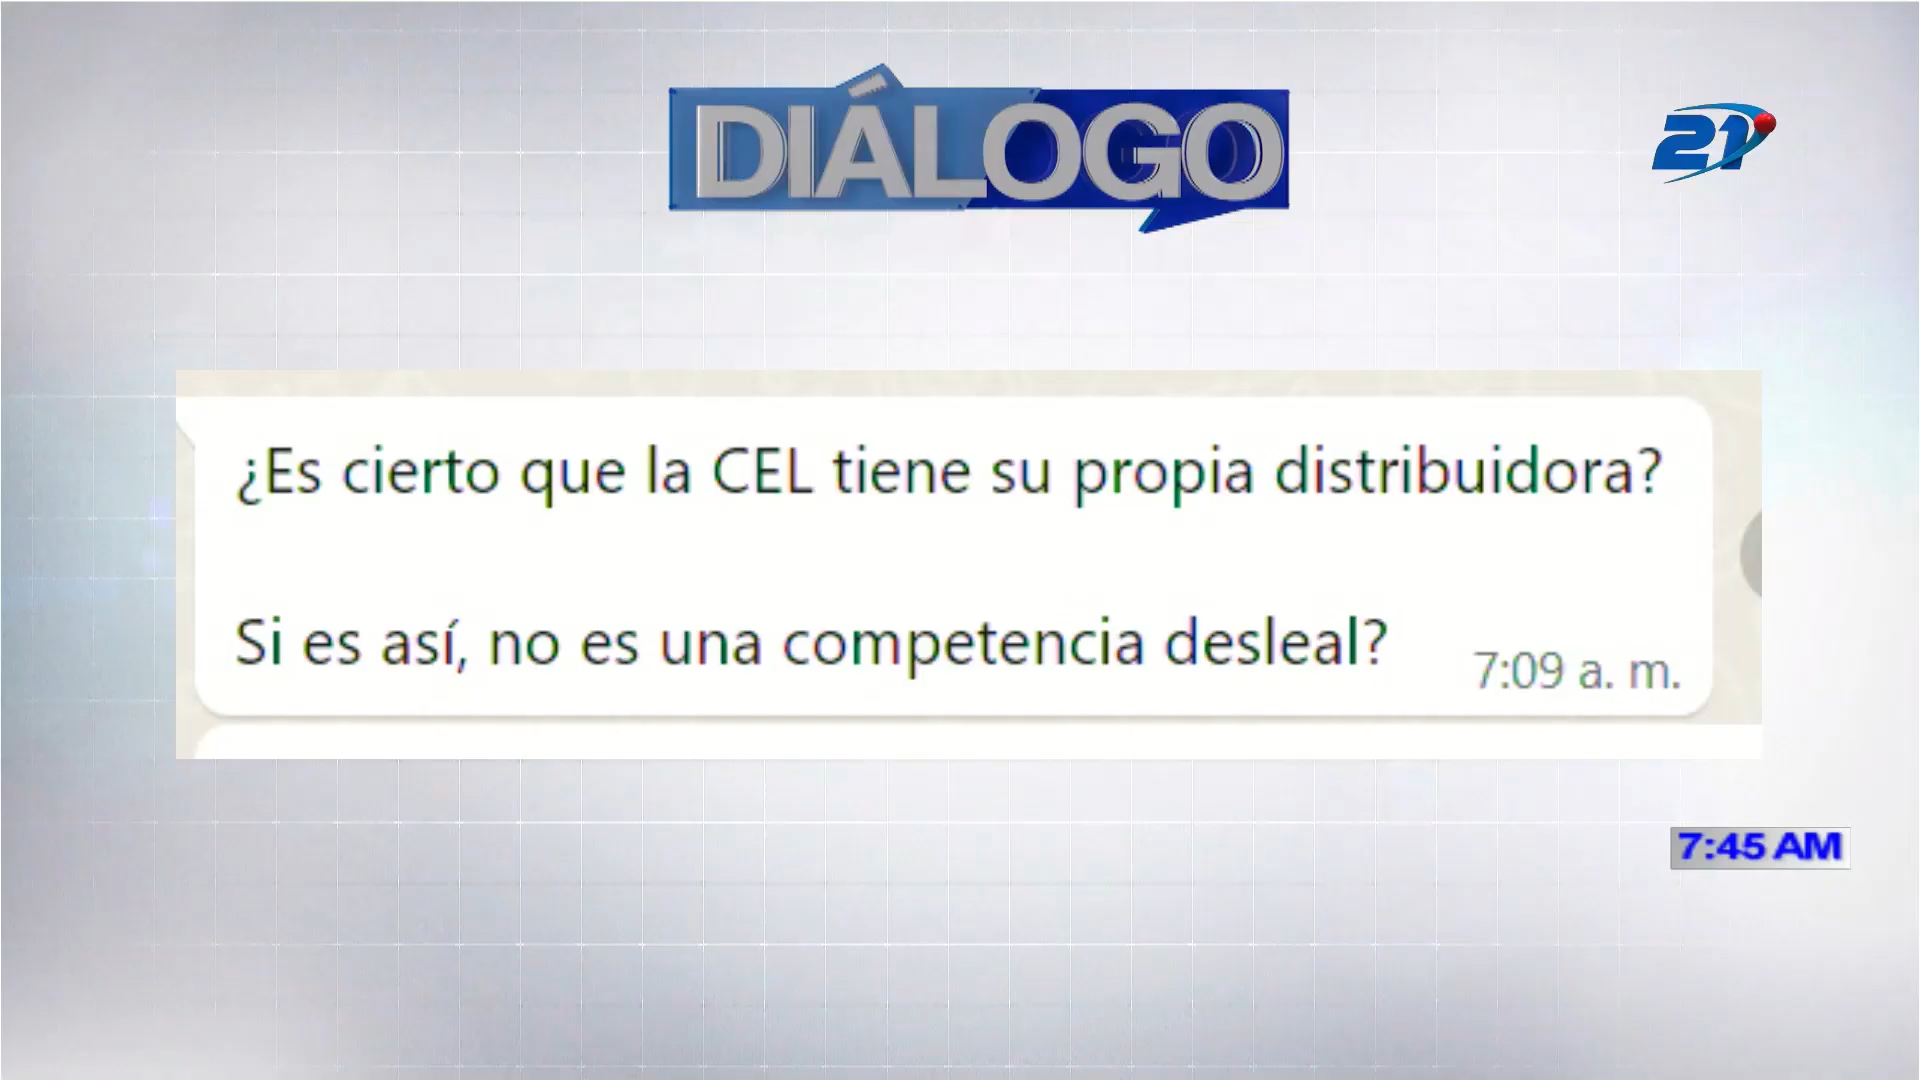 DIÁLOGO
21
¿Es cierto que la CEL tiene su propia distribuidora?
Si es así, no es una competencia desleal?
7:09 a. m.
7:45 AM